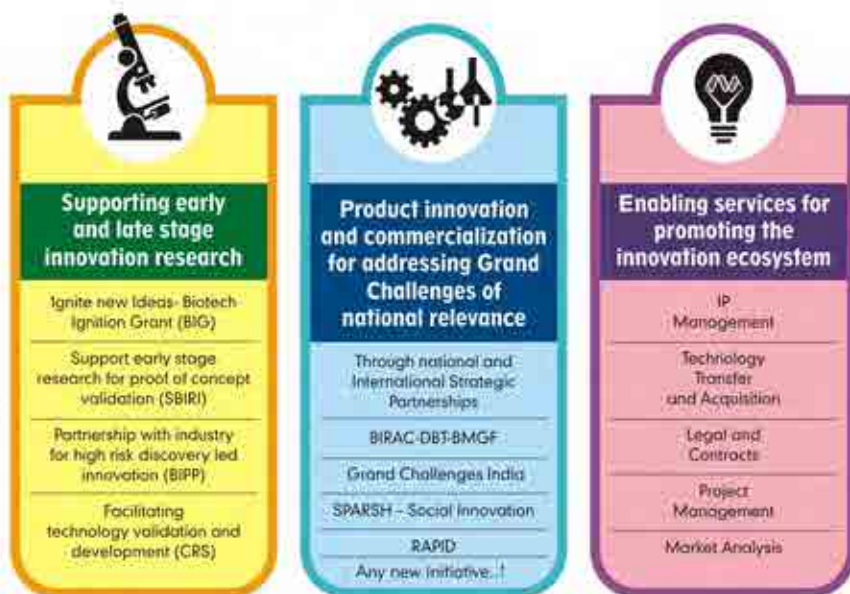 Supporting early
and late stage
innovation research
Ignite new Ideas- Biotech
Ignition Grant (BIG)
Support early stage
research for proof of concept
validation (SBIRI)
Partnership with industry
for high risk discovery led
innovation (BIPP)
Facilitating
technology validation and
development (CRS)
Product innovation
and commercialization
for addressing Grand
Challenges of
national relevance
Through national and
International Strategic
Partnerships
BIRAC-DBT-BMGF
Grand Challenges India
SPARSH – Social Innovation
RAPID
Any new initiative..!
Enabling services for
promoting the
innovation ecosystem
IP
Management
Technology
Transfer
and Acquisition
Legal and
Contracts
Project
Management
Market Analysis